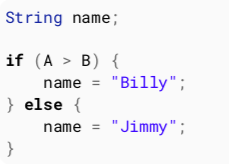 String name;

if (A > B) {
    name = "Billy";
} else {
    name = "Jimmy";
}